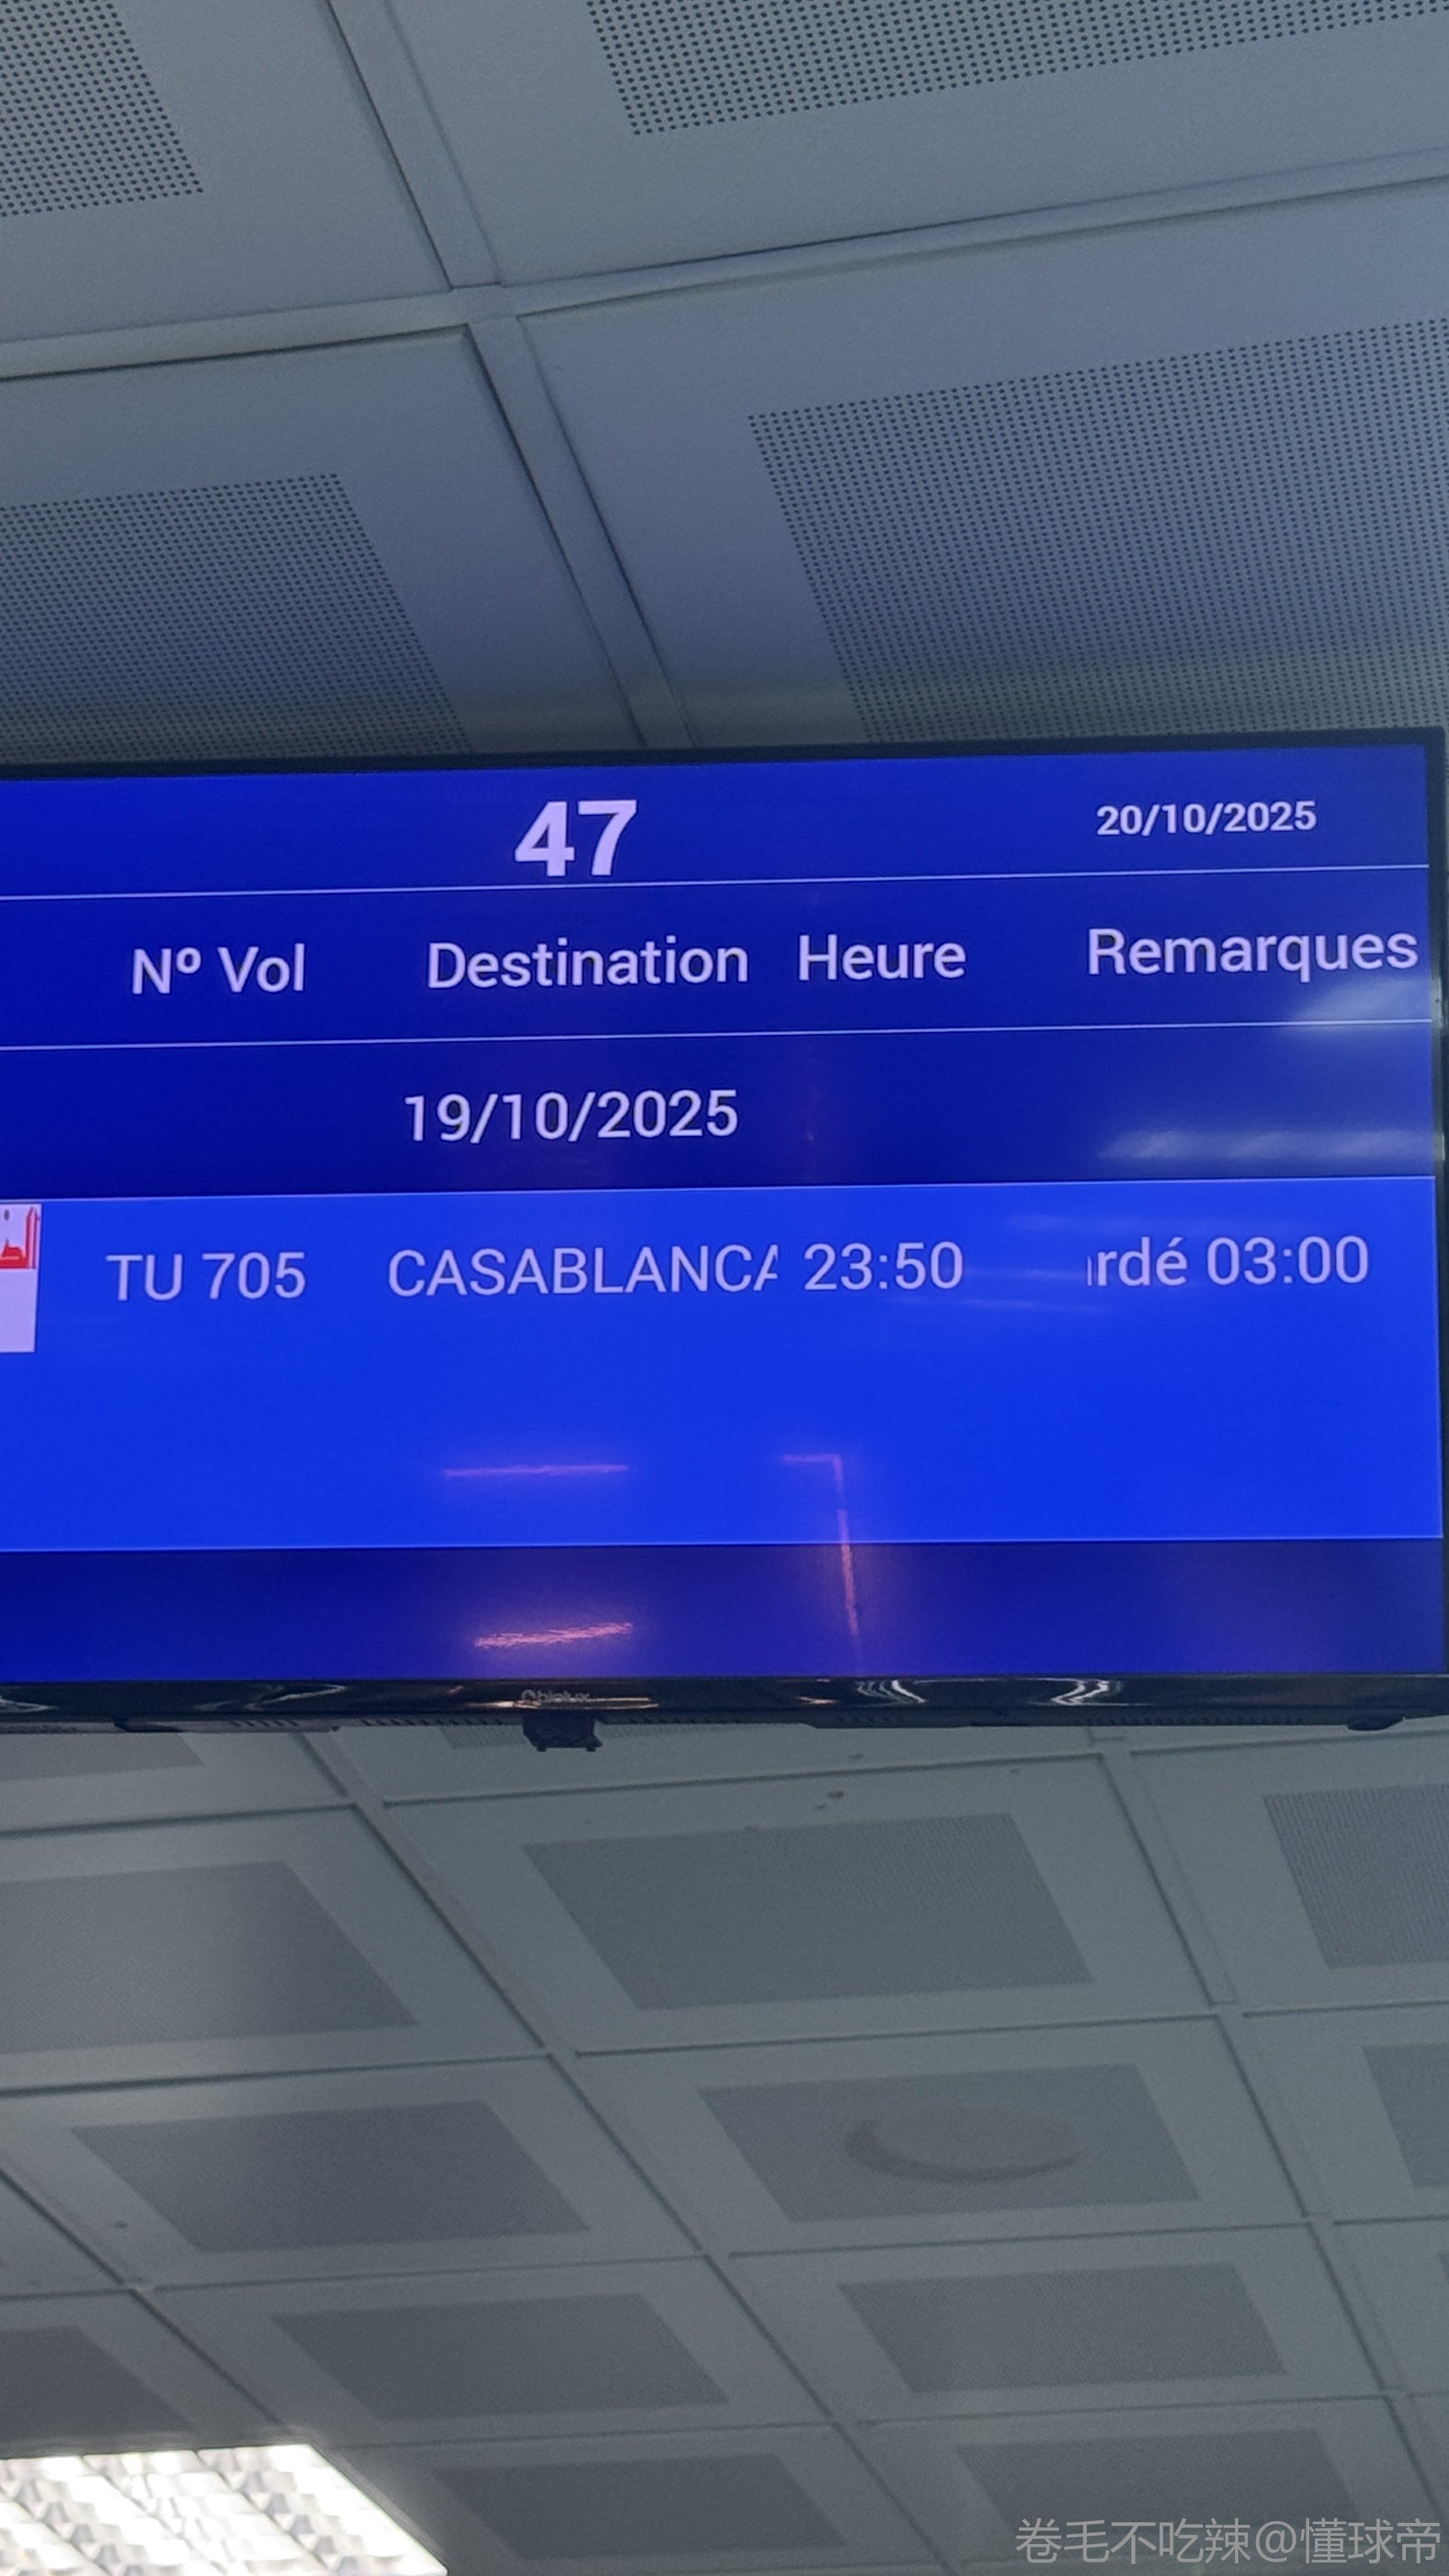 47 20/10/2025
Nº Vol Destination Heure Remarques
19/10/2025
TU 705 CASABLANCA 23:50 rdé 03:00
卷毛不吃辣@懂球帝